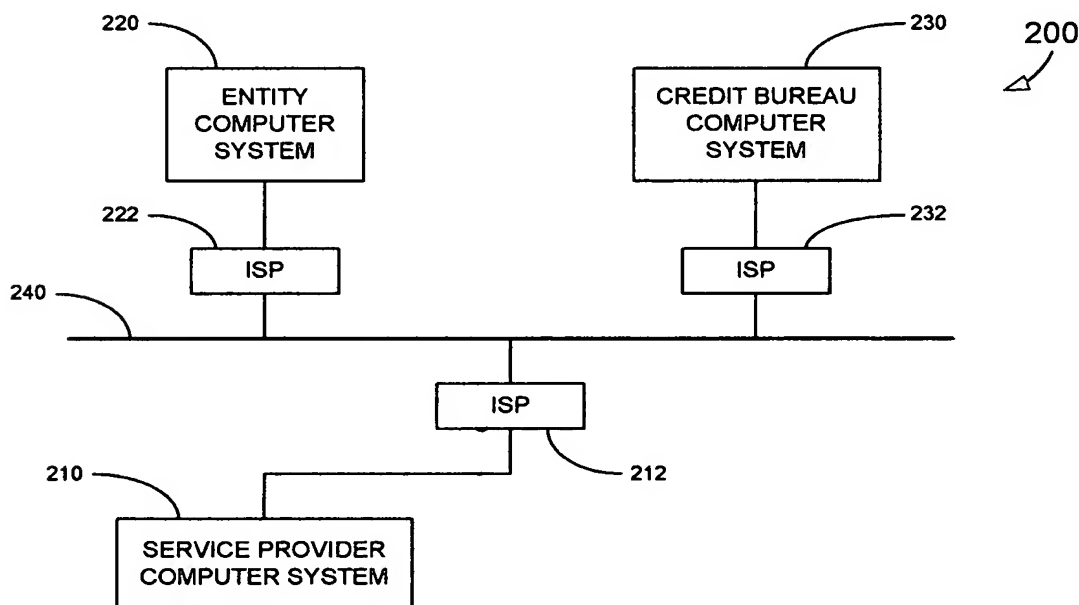 220
230
200
ENTITY
COMPUTER
SYSTEM
CREDIT BUREAU
COMPUTER
SYSTEM
222
232
ISP
ISP
240
ISP
210
212
SERVICE PROVIDER
COMPUTER SYSTEM